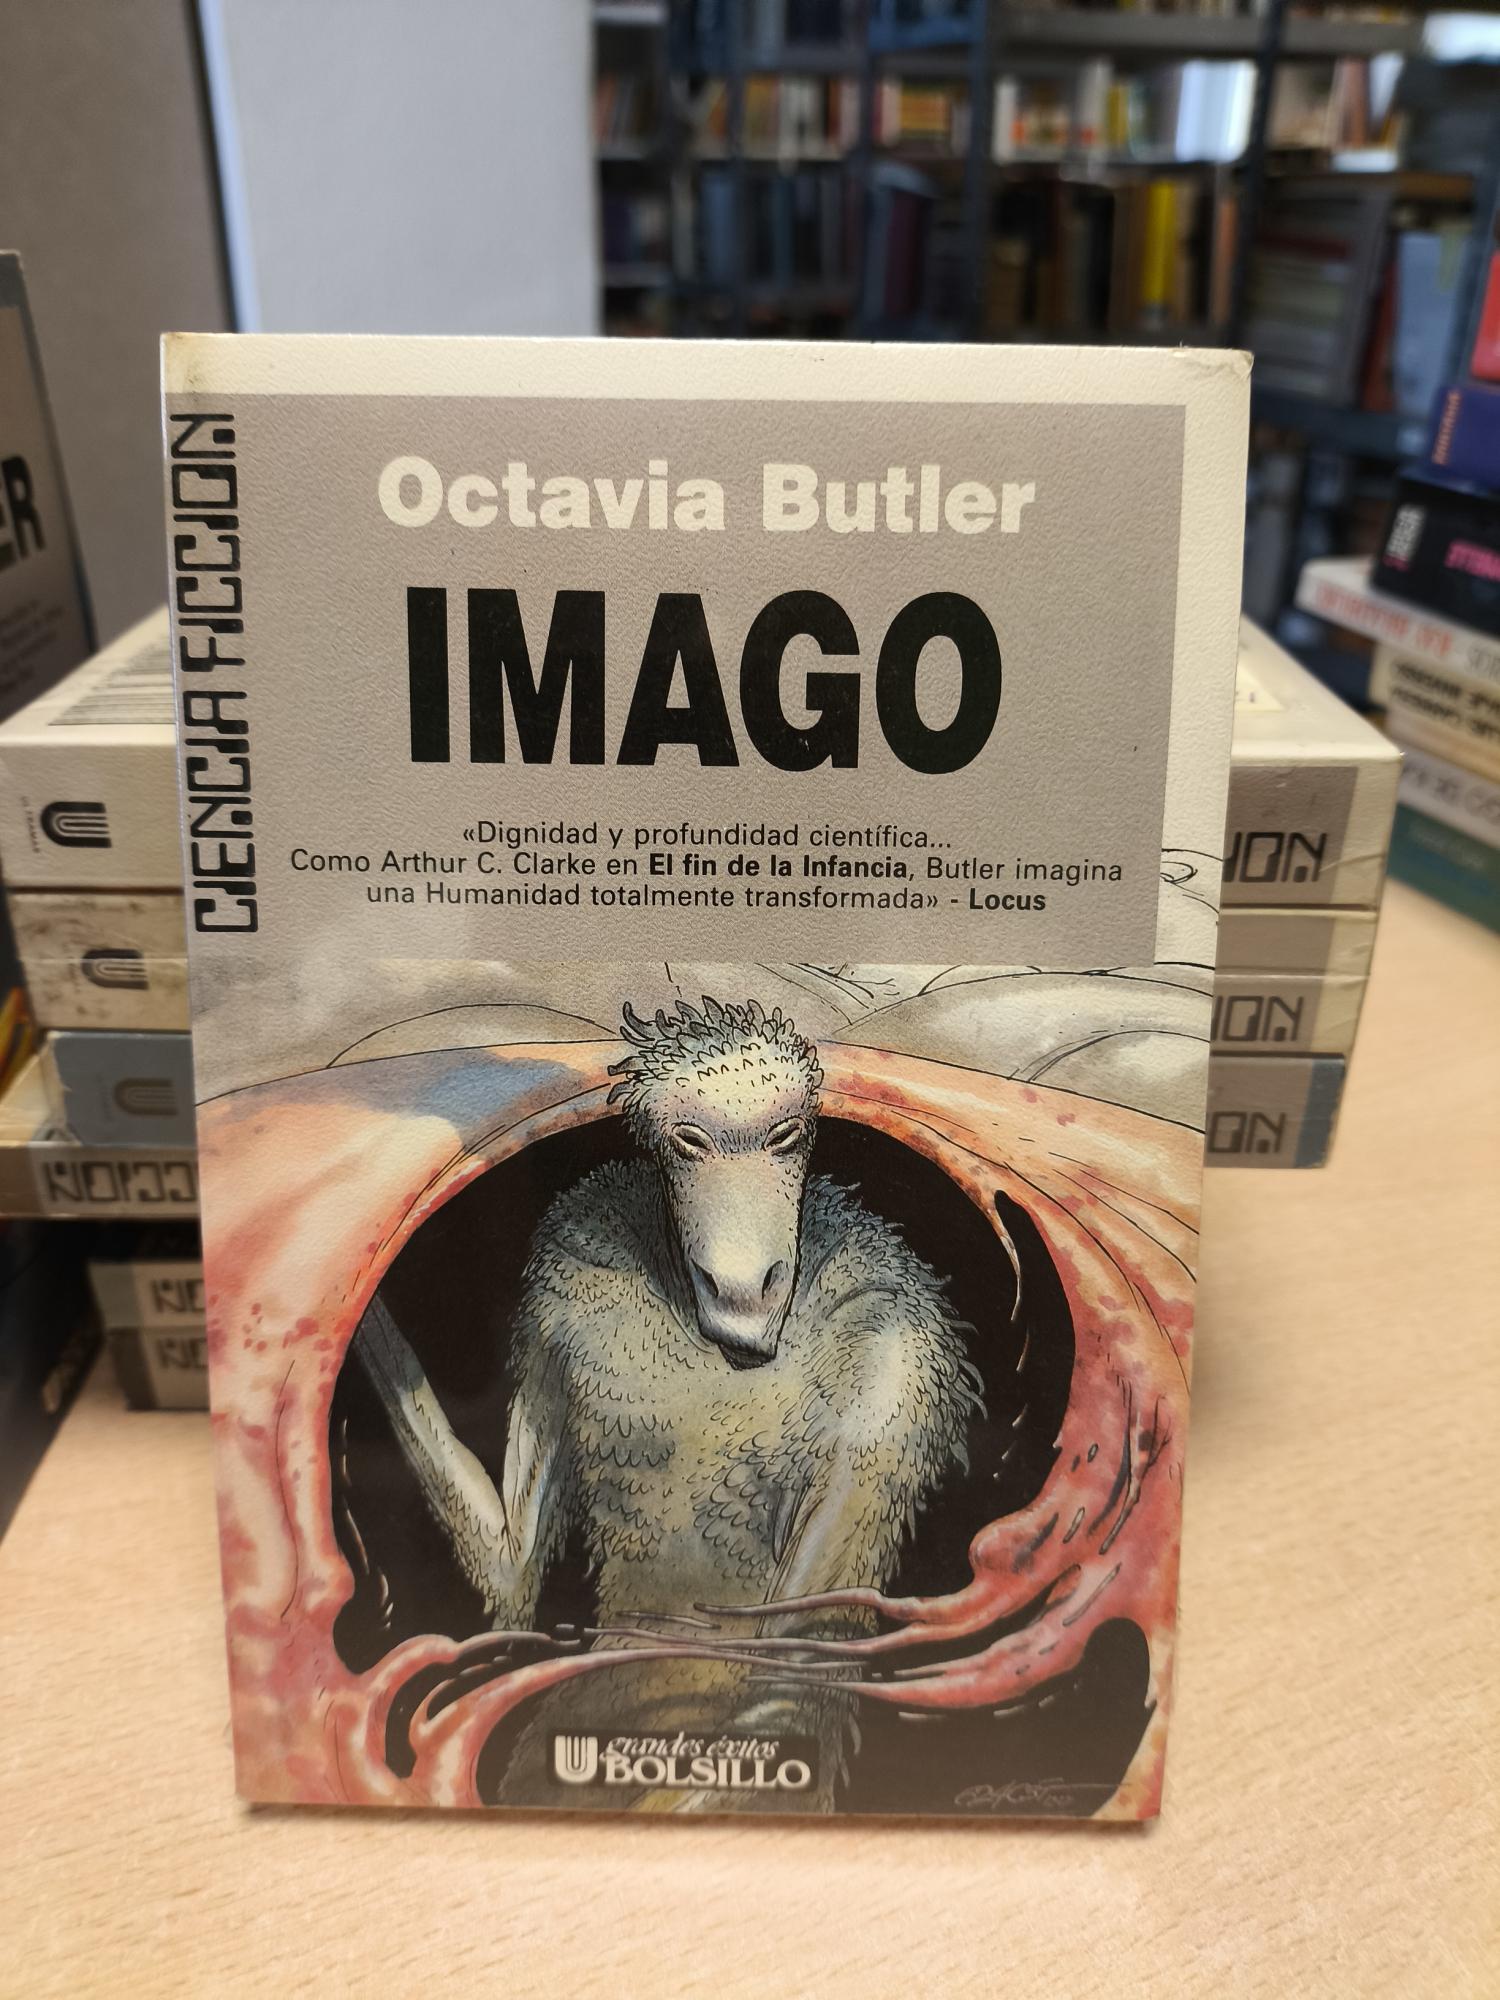 CIENCIA FICCION
Octavia Butler
IMAGO
«Dignidad y profundidad científica...
Como Arthur C. Clarke en El fin de la Infancia, Butler imagina
una Humanidad totalmente transformada» - Locus
grandes éxitos
BOLSILLO
ULTRAMAR